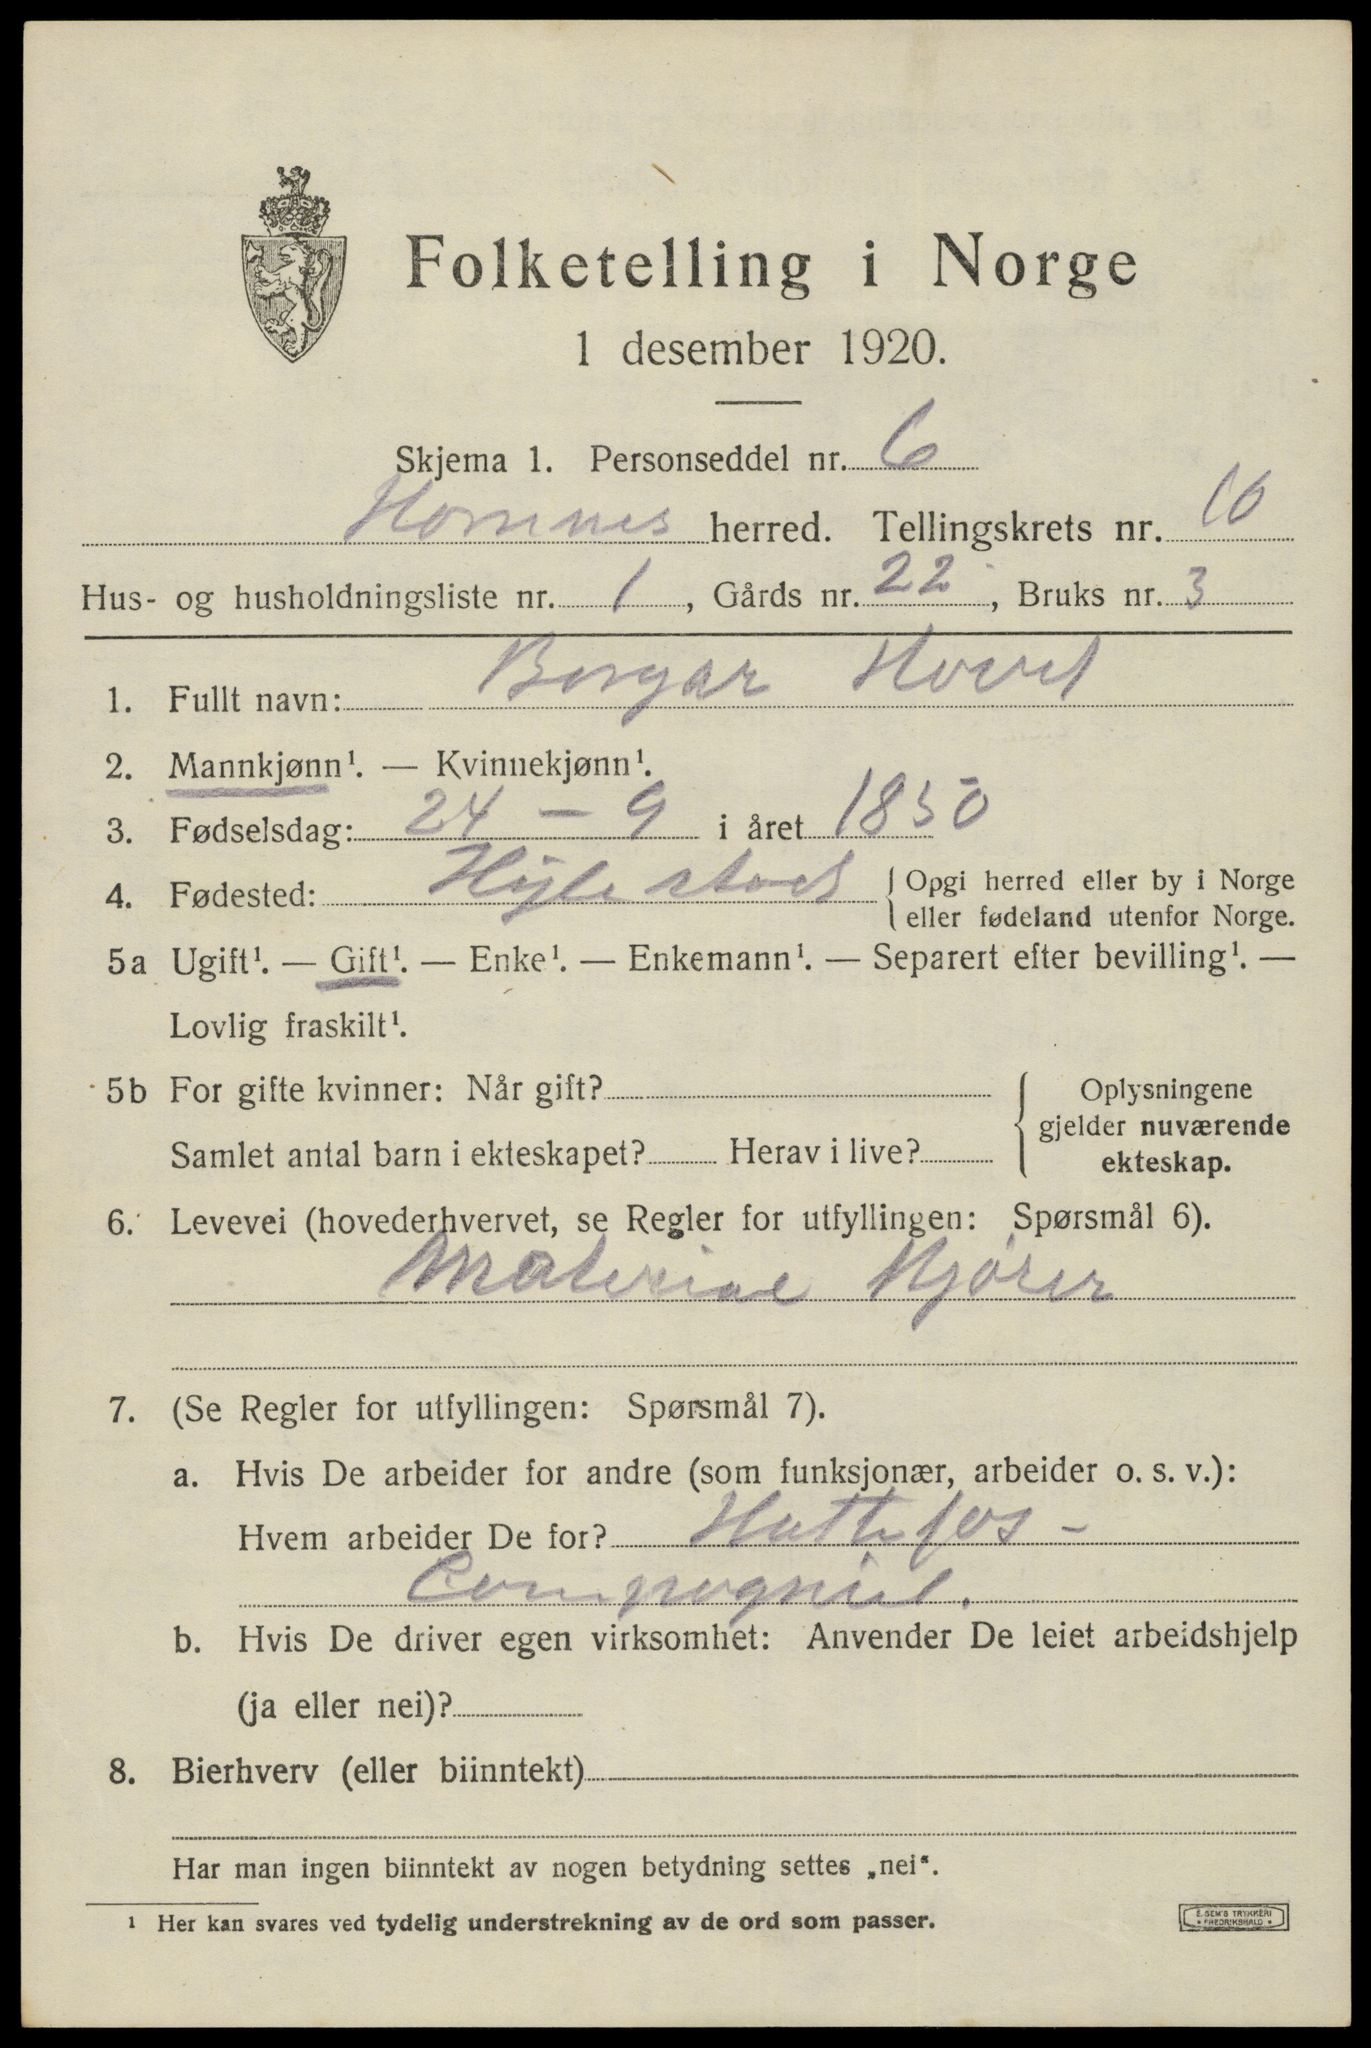 Folketelling i Norge
1 desember 1920.
Skjema 1. Personseddel nr. 6
Hornnes herred. Tellingskrets nr. 10
Hus- og husholdningsliste nr. 1, Gårds nr. 22, Bruks nr. 3
1. Fullt navn: Borgar
2. Mannkjønn¹. — Kvinnekjønn¹.
3. Fødselsdag: 24 – 9 i året 1850
4. Fødested: Hylestad { Opgi herred eller by i Norge
eller fødeland utenfor Norge.
5a Ugift¹. — Gift¹. — Enke¹. — Enkemann¹. — Separert efter bevilling¹. —
Lovlig fraskilt¹.
5b For gifte kvinner: Når gift? { Oplysningene
gjelder nuværende
Samlet antal barn i ekteskapet? Herav i live?
ekteskap.
6. Levevei (hovederhvervet, se Regler for utfyllingen: Spørsmål 6).
Material Kjører
7. (Se Regler for utfyllingen: Spørsmål 7).
a. Hvis De arbeider for andre (som funksjonær, arbeider o. s. v.):
Hvem arbeider De for? Hattefos –
Compagniet.
b. Hvis De driver egen virksomhet: Anvender De leiet arbeidshjelp
(ja eller nei)?
8. Bierhverv (eller biinntekt)
Har man ingen biinntekt av nogen betydning settes „nei“.
¹ Her kan svares ved tydelig understrekning av de ord som passer.
E. SEM'S TRYKKERI
* FREDRIKSHALD *